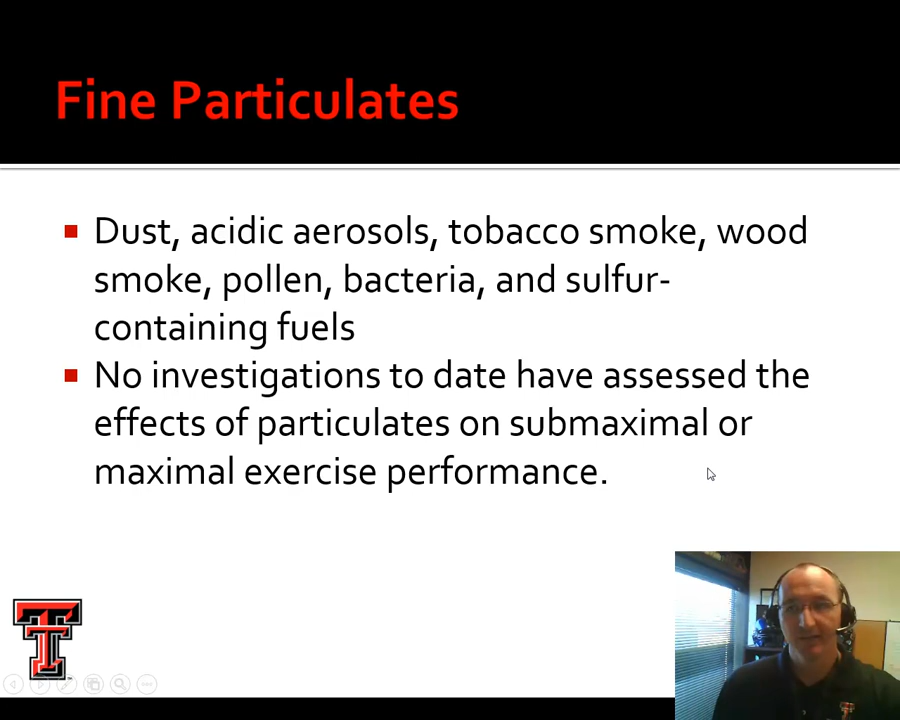 Fine Particulates
Dust, acidic aerosols, tobacco smoke, wood
smoke, pollen, bacteria, and sulfur-
containing fuels
No investigations to date have assessed the
effects of particulates on submaximal or
maximal exercise performance.